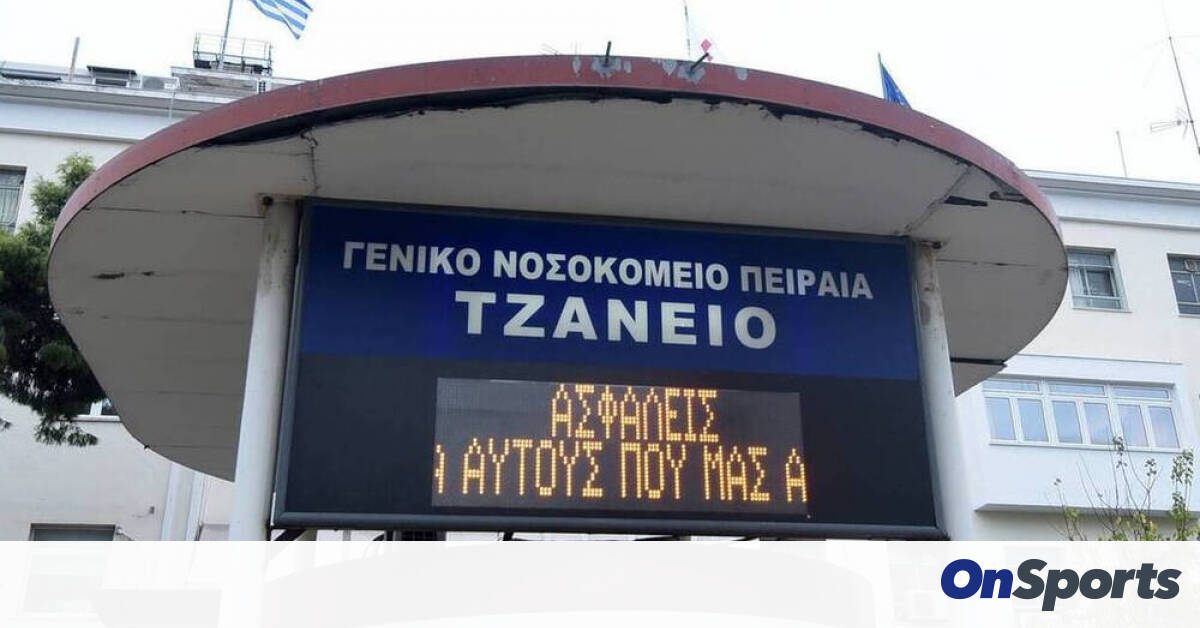 ΓΕΝΙΚΟ ΝΟΣΟΚΟΜΕΙΟ ΠΕΙΡΑΙΑ
ΤΖΑΝΕΙΟ
ΑΣΦΑΛΕΙΣ
ΑΥΤΟΥΣ ΠΟΥ ΜΑΣ Α
OnSports